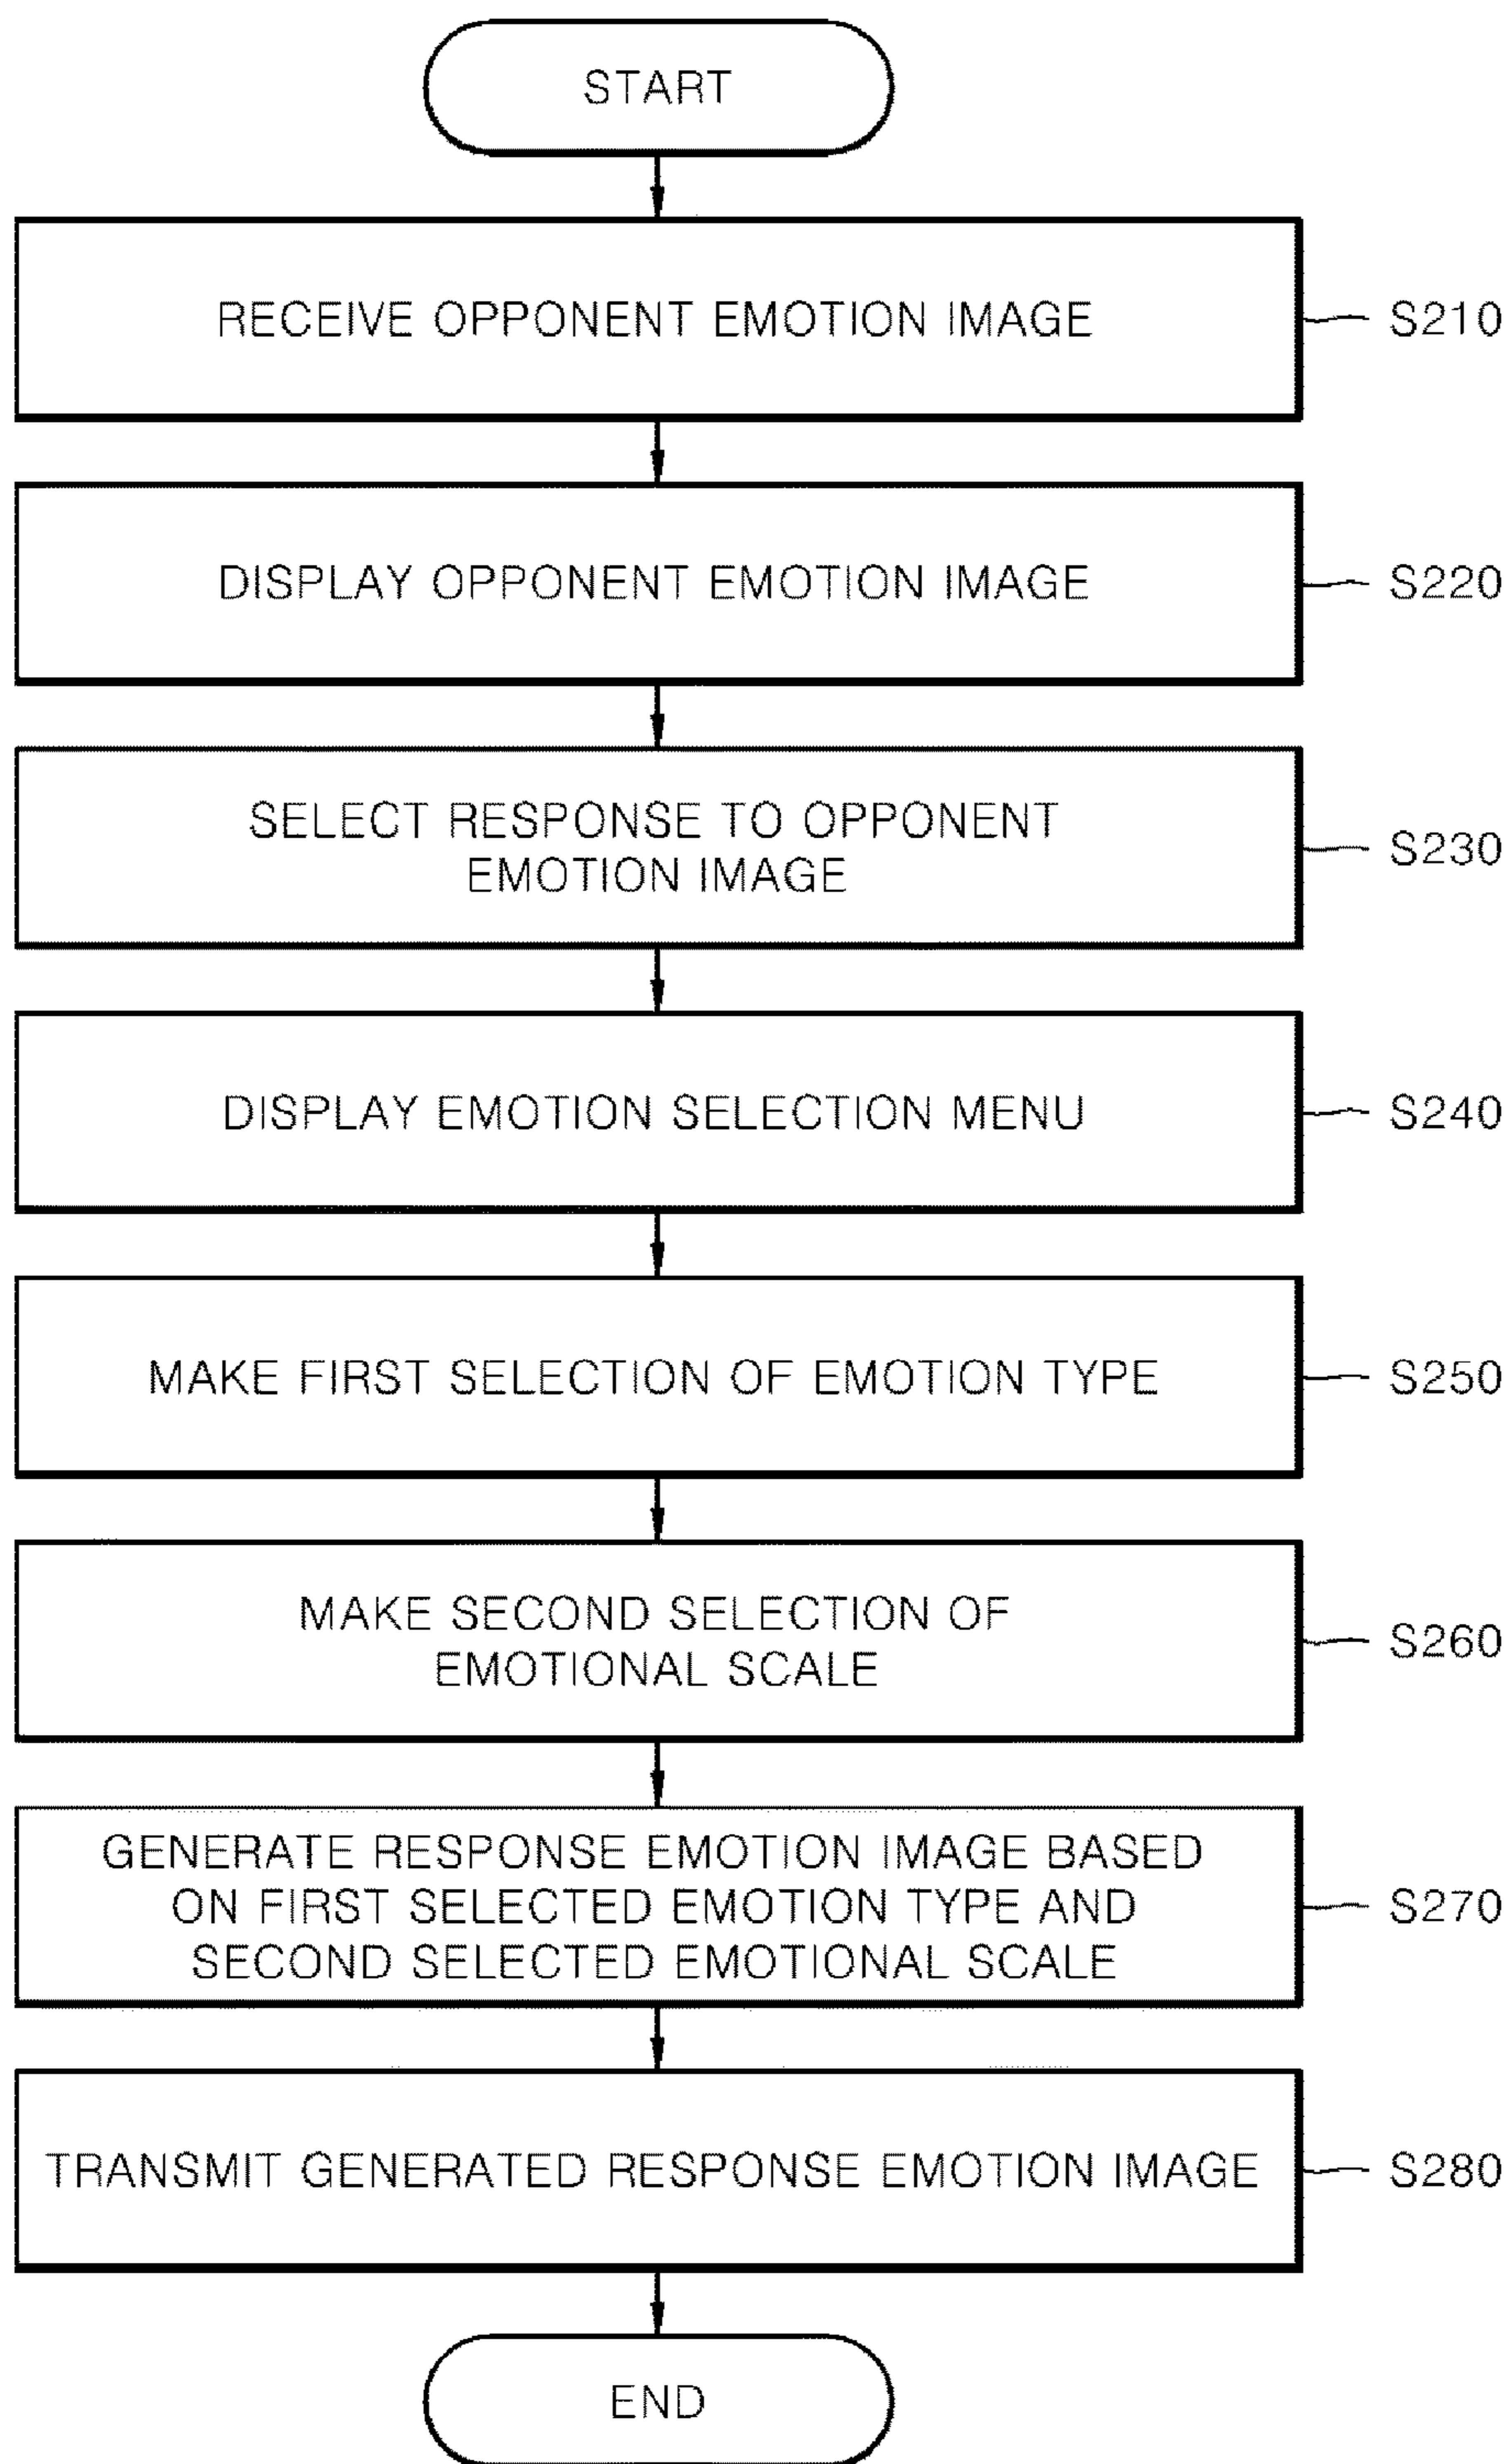 START
RECEIVE OPPONENT EMOTION IMAGE
S210
DISPLAY OPPONENT EMOTION IMAGE
S220
SELECT RESPONSE TO OPPONENT
EMOTION IMAGE
S230
DISPLAY EMOTION SELECTION MENU
S240
MAKE FIRST SELECTION OF EMOTION TYPE
S250
MAKE SECOND SELECTION OF
EMOTIONAL SCALE
S260
GENERATE RESPONSE EMOTION IMAGE BASED
ON FIRST SELECTED EMOTION TYPE AND
SECOND SELECTED EMOTIONAL SCALE
S270
TRANSMIT GENERATED RESPONSE EMOTION IMAGE
S280
END